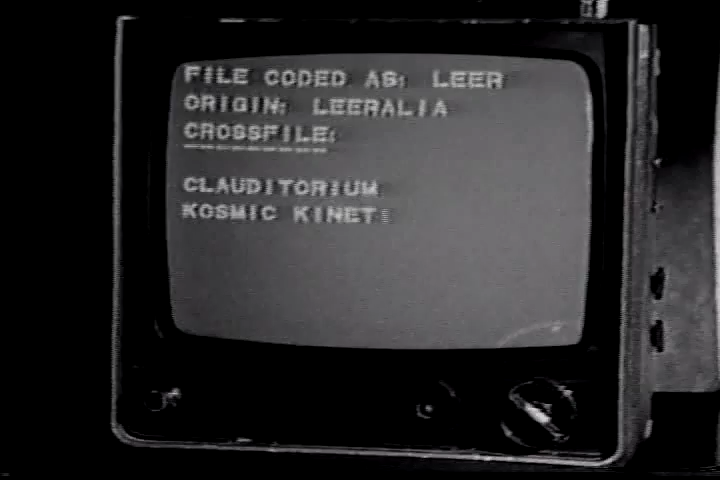 FILE CODED AS: LEER
ORIGIN: LEERALIA
CROSSFILE:
CLAUDITORIUM
KOSMIC KINET